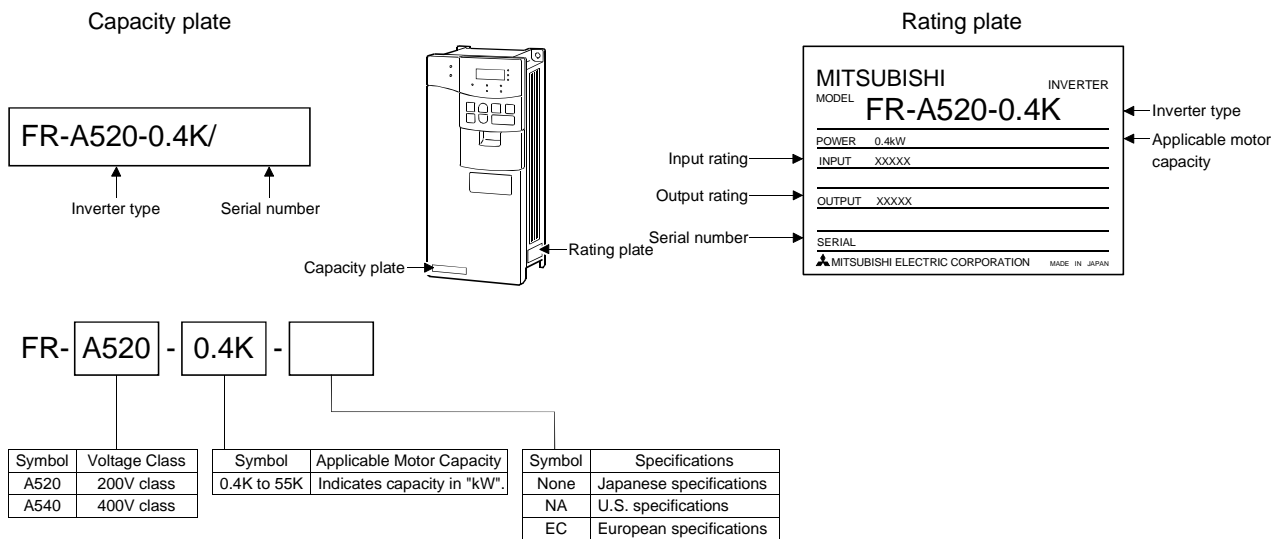 Capacity plate
Rating plate
FR-A520-0.4K/
Inverter type
Serial number
Capacity plate
Rating plate
MITSUBISHI
INVERTER
MODEL FR-A520-0.4K
POWER 0.4kW
INPUT XXXXX
OUTPUT XXXXX
SERIAL
MITSUBISHI ELECTRIC CORPORATION MADE IN JAPAN
Input rating
Output rating
Serial number
Inverter type
Applicable motor
capacity
FR- A520 - 0.4K -
Symbol Voltage Class
A520 200V class
A540 400V class
Symbol Applicable Motor Capacity
0.4K to 55K Indicates capacity in "kW".
Symbol Specifications
None Japanese specifications
NA U.S. specifications
EC European specifications